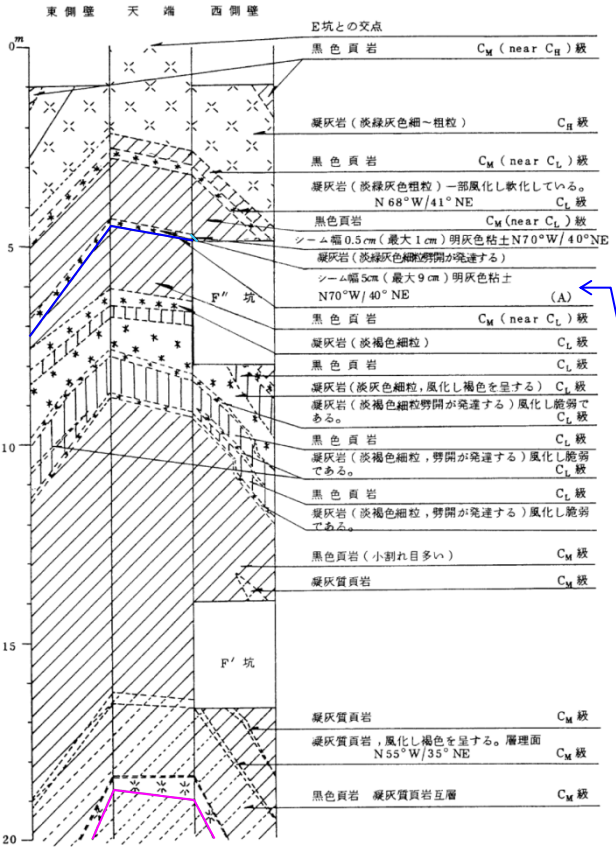 東側壁 天端 西側壁
E坑との交点
0m
黒色頁岩 CM ( near CH ) 級
凝灰岩 ( 淡緑灰色細～粗粒 ) CH 級
黒色頁岩 CM ( near CL ) 級
凝灰岩 ( 淡緑灰色粗粒 ) 一部風化し軟化している。
N 68°W/41° NE CL 級
黒色頁岩 CM (near CL ) 級
シーム幅 0.5 cm ( 最大 1 cm ) 明灰色粘土 N70°W / 40°NE
5
凝灰岩 (淡緑灰色細粒劈開が発達する)
シーム幅 5cm ( 最大 9 cm ) 明灰色粘土
N70°W/ 40° NE (A)
F″ 坑
黒色頁岩 CM ( near CL ) 級
凝灰岩 ( 淡褐色細粒 ) CL 級
黒色頁岩 CL 級
凝灰岩 (淡灰色細粒, 風化し褐色を呈する) CL 級
凝灰岩 ( 淡褐色細粒劈開が発達する ) 風化し脆弱で
ある。 CL 級
10
黒色頁岩 CL 級
凝灰岩 ( 淡褐色細粒 , 劈開が発達する ) 風化し脆弱
である。 CL 級
黒色頁岩 CL 級
凝灰岩 ( 淡褐色細粒 , 劈開が発達する ) 風化し脆弱
である。
黒色頁岩 ( 小割れ目多い ) CM 級
凝灰質頁岩 CM 級
15
F′ 坑
凝灰質頁岩 CM 級
凝灰質頁岩 , 風化し褐色を呈する。層理面
N 55°W/35° NE CM 級
黒色頁岩 凝灰質頁岩互層 CM 級
20